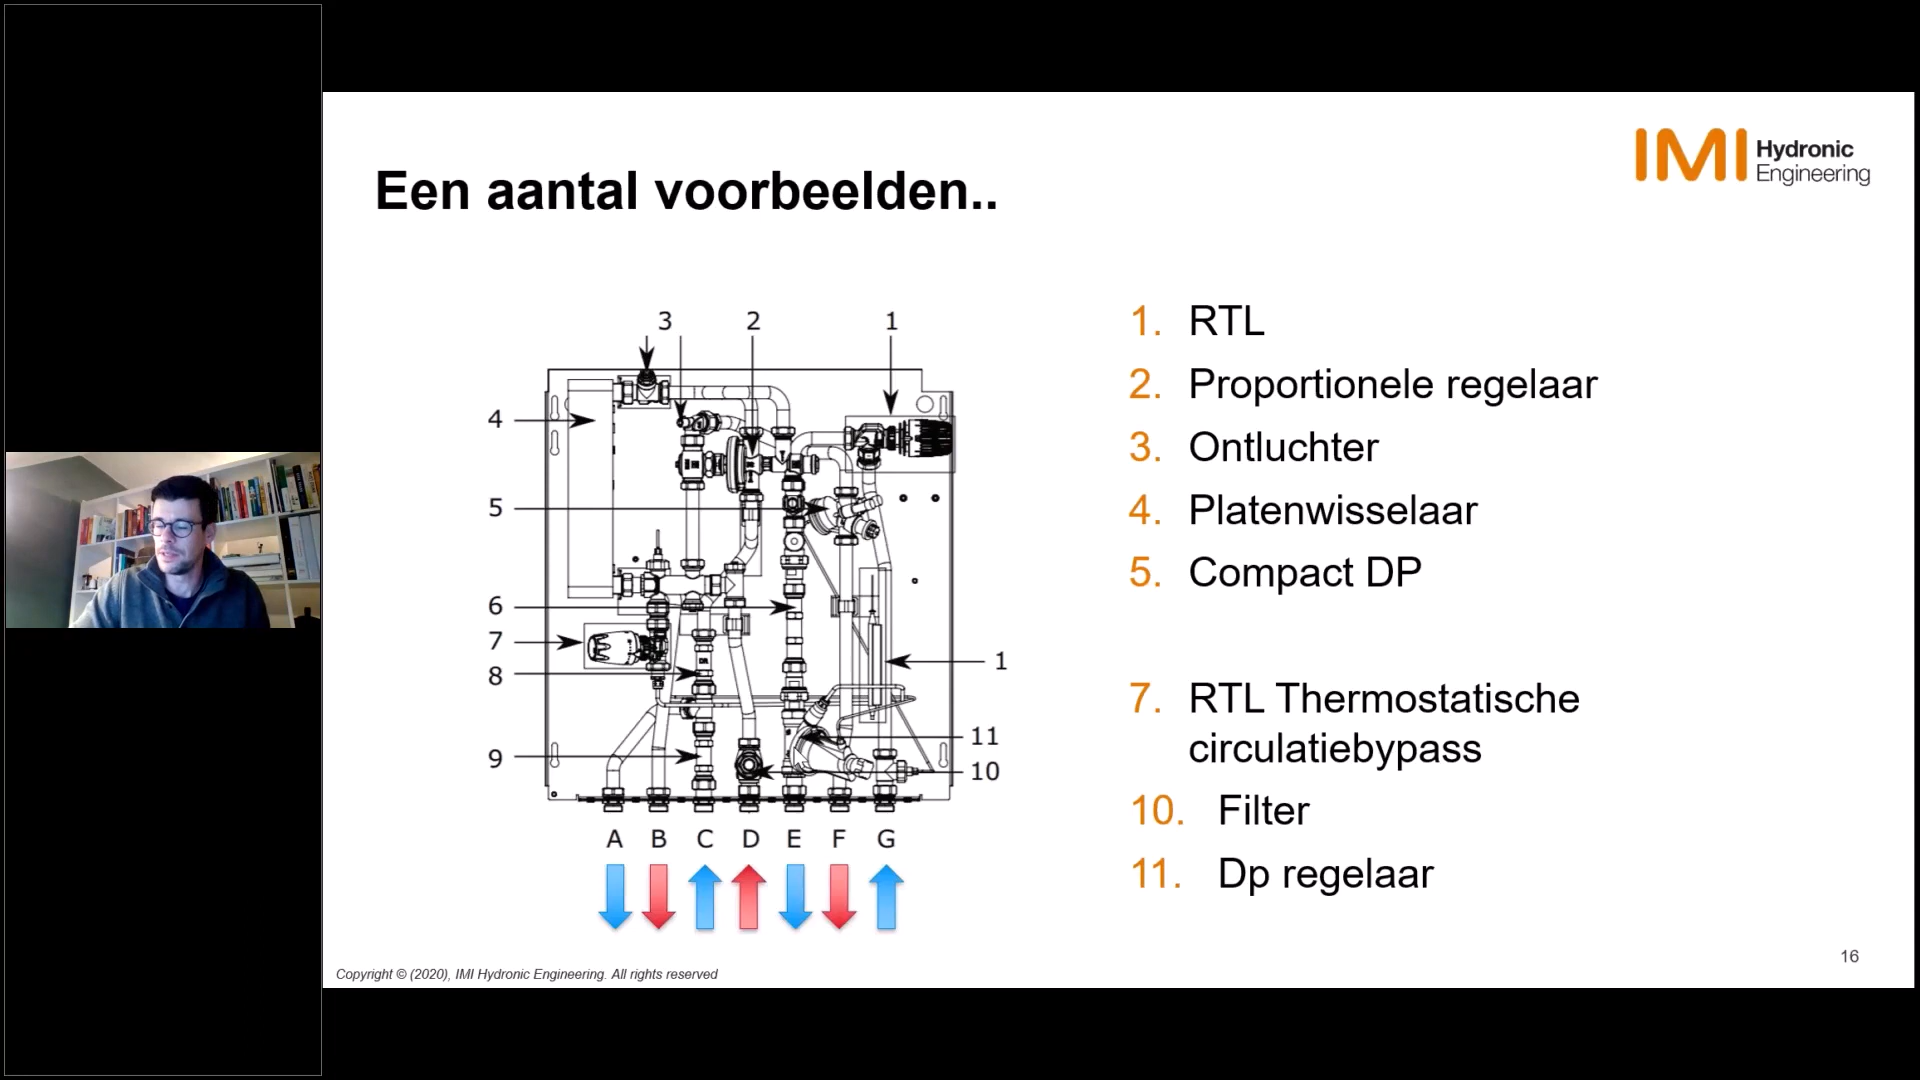 IMI Hydronic
Engineering
Een aantal voorbeelden..
3 2 1
4
5
6
7
8
9
1
11
10
A B C D E F G
1. RTL
2. Proportionele regelaar
3. Ontluchter
4. Platenwisselaar
5. Compact DP
7. RTL Thermostatische
circulatiebypass
10. Filter
11. Dp regelaar
Copyright © (2020), IMI Hydronic Engineering. All rights reserved
16